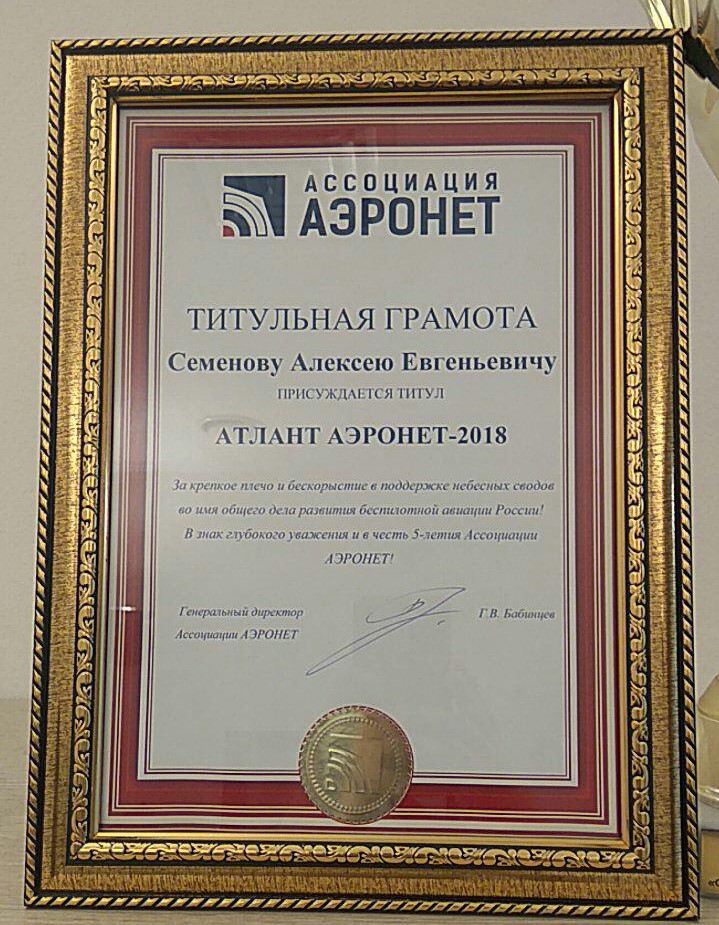 АССОЦИАЦИЯ
АЭРОНЕТ
ТИТУЛЬНАЯ ГРАМОТА
Семенову Алексею Евгеньевичу
ПРИСУЖДАЕТСЯ ТИТУЛ
АТЛАНТ АЭРОНЕТ-2018
За крепкое плечо и бескорыстие в поддержке небесных сводов
во имя общего дела развития беспилотной авиации России!
В знак глубокого уважения и в честь 5-летия Ассоциации
АЭРОНЕТ!
Генеральный директор
Ассоциации АЭРОНЕТ
Г.В. Бабинцев